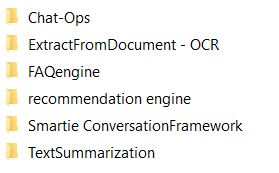 Chat-Ops
ExtractFromDocument - OCR
FAQengine
recommendation engine
Smartie ConversationFramework
TextSummarization